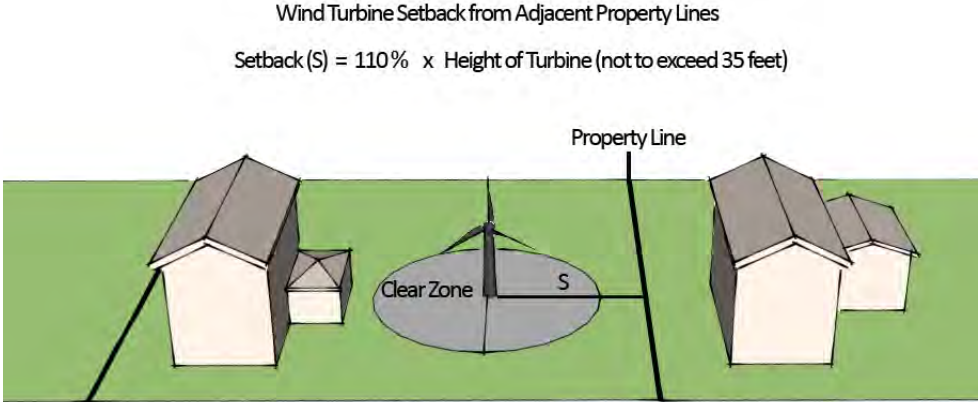 Wind Turbine Setback from Adjacent Property Lines
Setback (S) = 110% x Height of Turbine (not to exceed 35 feet)
Property Line
Clear Zone
S